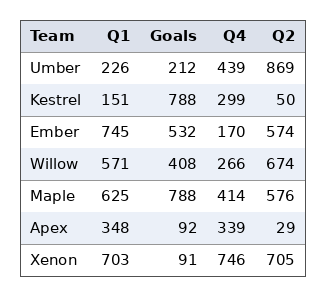 Team Q1 Goals Q4 Q2
Umber 226 212 439 869
Kestrel 151 788 299 50
Ember 745 532 170 574
Willow 571 408 266 674
Maple 625 788 414 576
Apex 348 92 339 29
Xenon 703 91 746 705